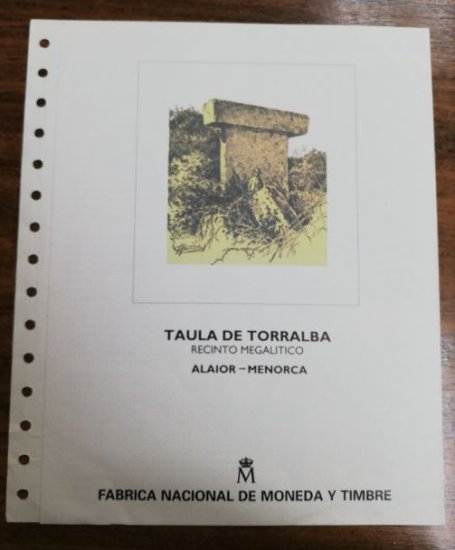 TAULA DE TORRALBA
RECINTO MEGALITICO
ALAIOR – MENORCA
M
FABRICA NACIONAL DE MONEDA Y TIMBRE